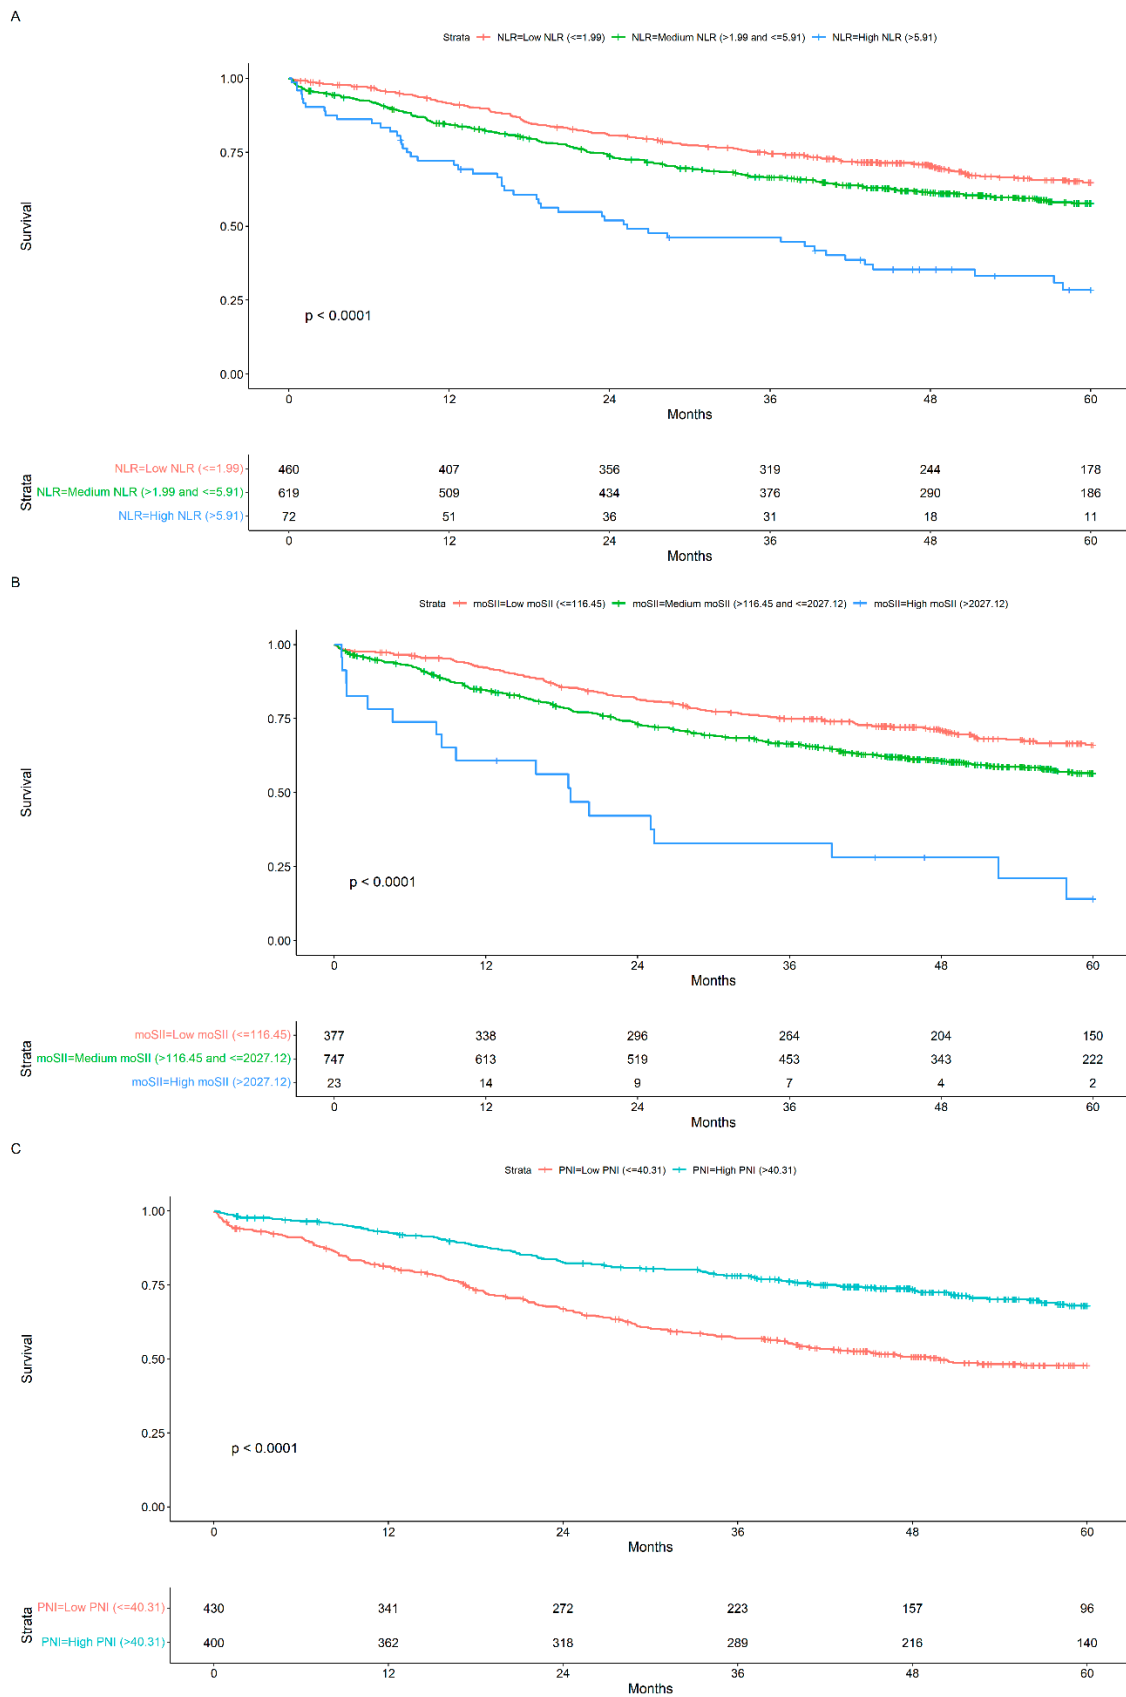 A
Strata NLR=Low NLR (<=1.99) NLR=Medium NLR (>1.99 and <=5.91) NLR=High NLR (>5.91)
1.00
0.75
0.50
0.25
0.00
Survival
p < 0.0001
0 12 24 36 48 60
Months
Strata
NLR=Low NLR (<=1.99) 460 407 356 319 244 178
NLR=Medium NLR (>1.99 and <=5.91) 619 509 434 376 290 186
NLR=High NLR (>5.91) 72 51 36 31 18 11
0 12 24 36 48 60
Months
B
Strata moSII=Low moSII (<=116.45) moSII=Medium moSII (>116.45 and <=2027.12) moSII=High moSII (>2027.12)
1.00
0.75
0.50
0.25
0.00
Survival
p < 0.0001
0 12 24 36 48 60
Months
Strata
moSII=Low moSII (<=116.45) 377 338 296 264 204 150
moSII=Medium moSII (>116.45 and <=2027.12) 747 613 519 453 343 222
moSII=High moSII (>2027.12) 23 14 9 7 4 2
0 12 24 36 48 60
Months
C
Strata PNI=Low PNI (<=40.31) PNI=High PNI (>40.31)
1.00
0.75
0.50
0.25
0.00
Survival
p < 0.0001
0 12 24 36 48 60
Months
Strata
PNI=Low PNI (<=40.31) 430 341 272 223 157 96
PNI=High PNI (>40.31) 400 362 318 289 216 140
0 12 24 36 48 60
Months